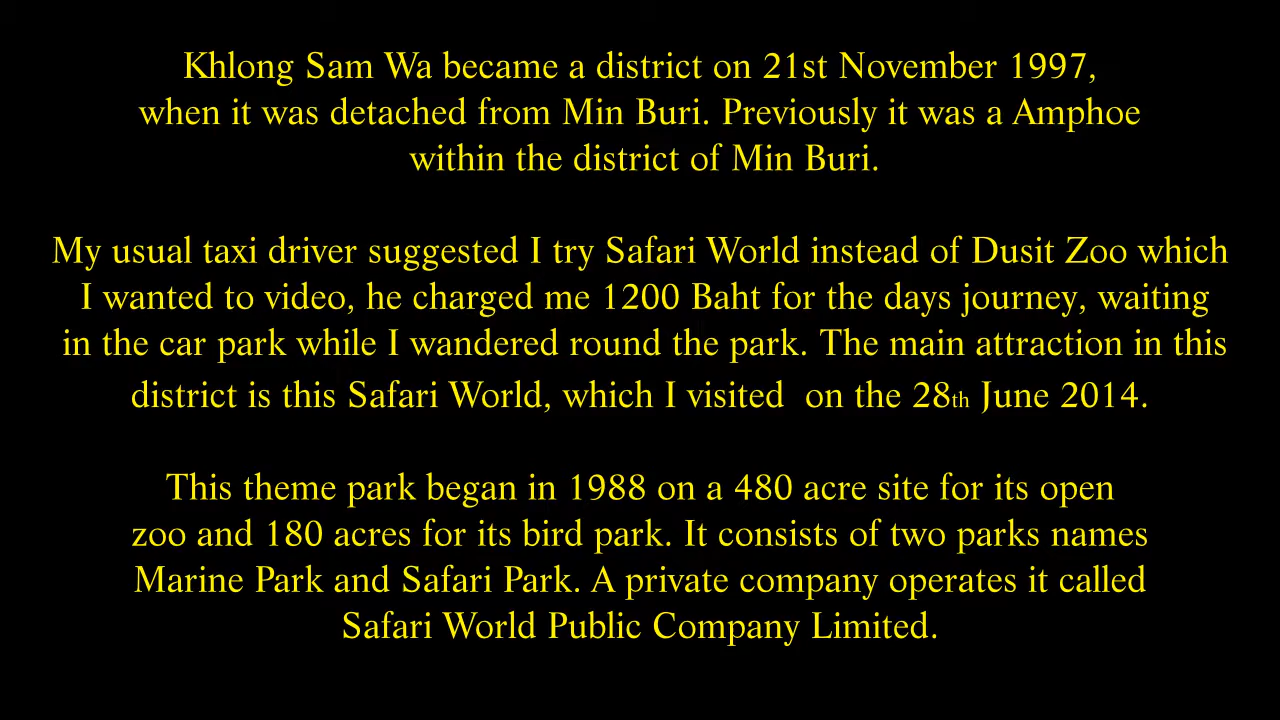 Khlong Sam Wa became a district on 21st November 1997,
when it was detached from Min Buri. Previously it was a Amphoe
within the district of Min Buri.
My usual taxi driver suggested I try Safari World instead of Dusit Zoo which
I wanted to video, he charged me 1200 Baht for the days journey, waiting
in the car park while I wandered round the park. The main attraction in this
district is this Safari World, which I visited  on the 28th June 2014.
This theme park began in 1988 on a 480 acre site for its open
zoo and 180 acres for its bird park. It consists of two parks names
Marine Park and Safari Park. A private company operates it called
Safari World Public Company Limited.